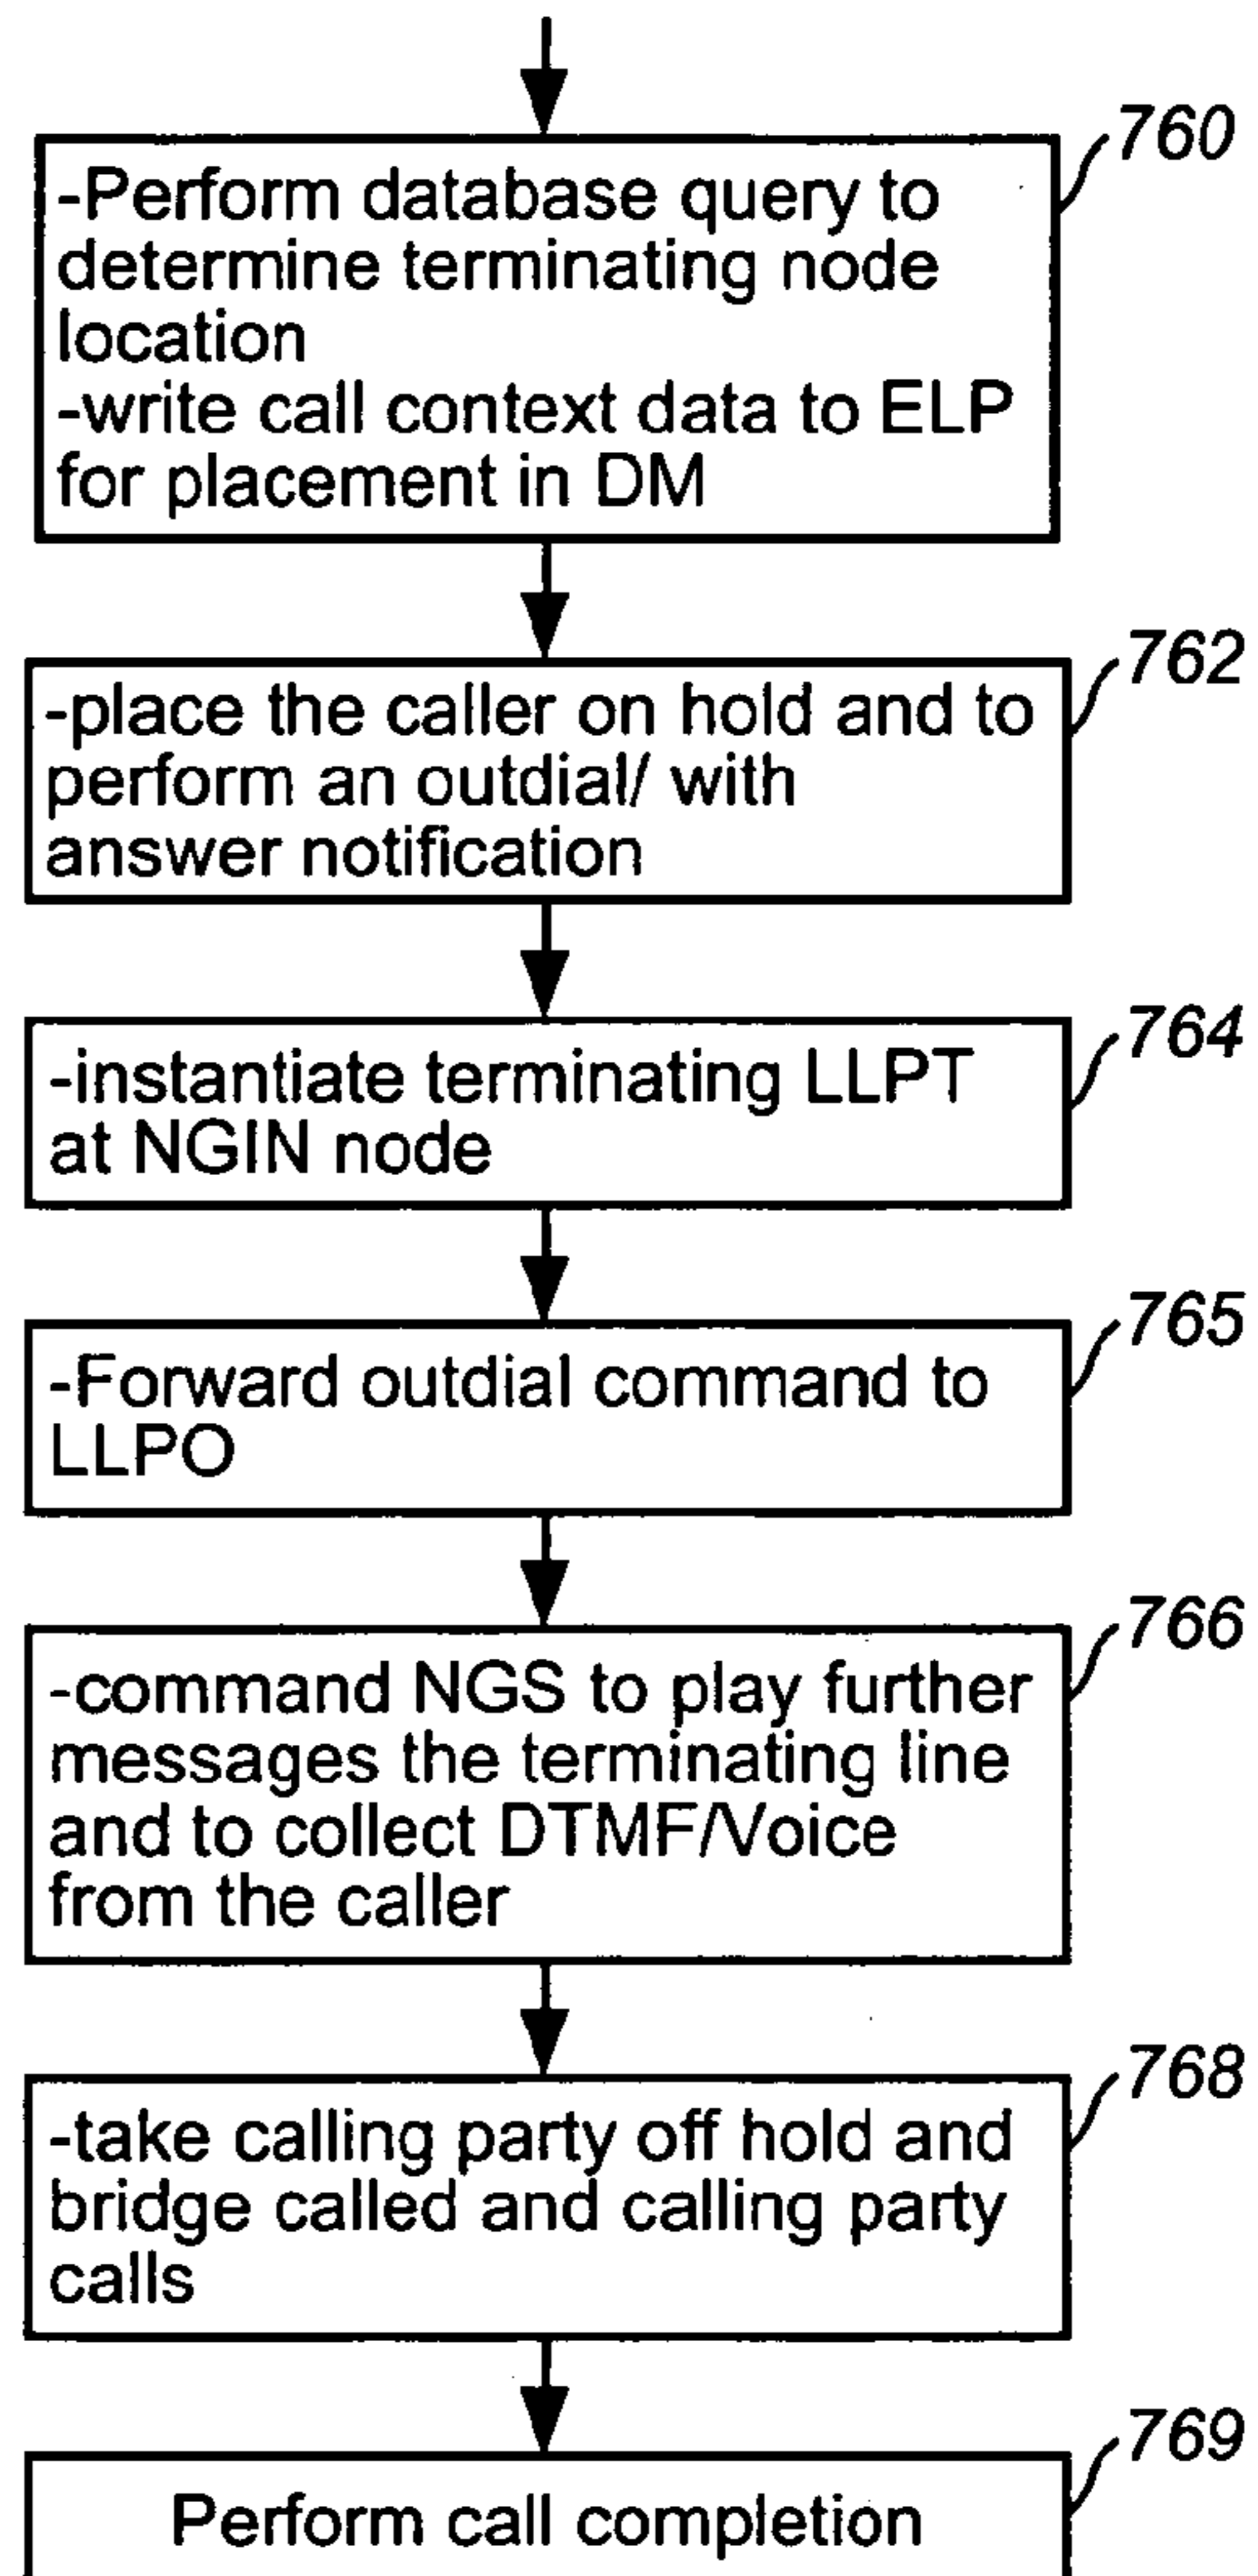 760
-Perform database query to
determine terminating node
location
-write call context data to ELP
for placement in DM
762
-place the caller on hold and to
perform an outdial/ with
answer notification
764
-instantiate terminating LLPT
at NGIN node
765
-Forward outdial command to
LLPO
766
-command NGS to play further
messages the terminating line
and to collect DTMF/Voice
from the caller
768
-take calling party off hold and
bridge called and calling party
calls
769
Perform call completion